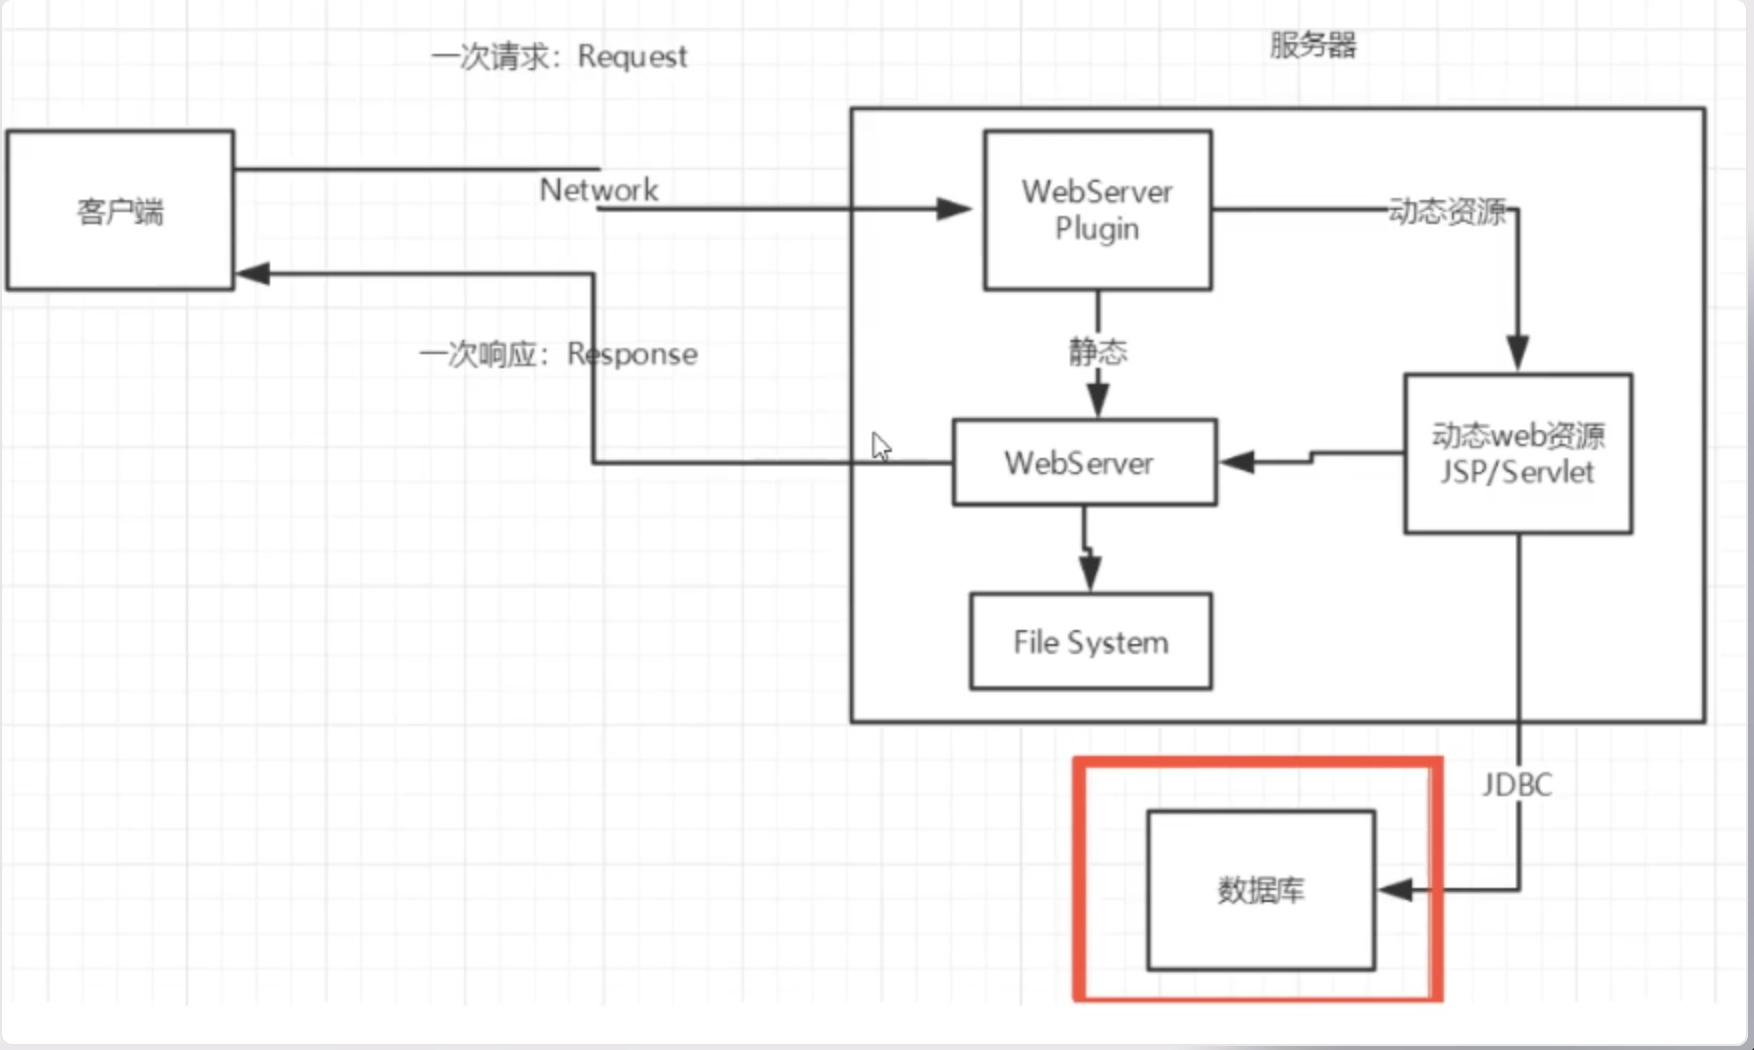 一次请求：Request
服务器
客户端
Network
WebServer
Plugin
动态资源
静态
一次响应：Response
WebServer
动态web资源
JSP/Servlet
File System
JDBC
数据库